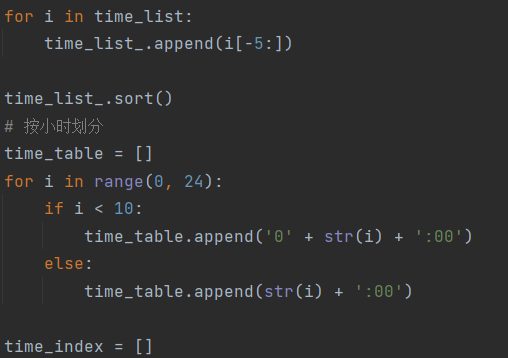 for i in time_list:
    time_list_.append(i[-5:])

time_list_.sort()
# 按小时划分
time_table = []
for i in range(0, 24):
    if i < 10:
        time_table.append('0' + str(i) + ':00')
    else:
        time_table.append(str(i) + ':00')

time_index = []